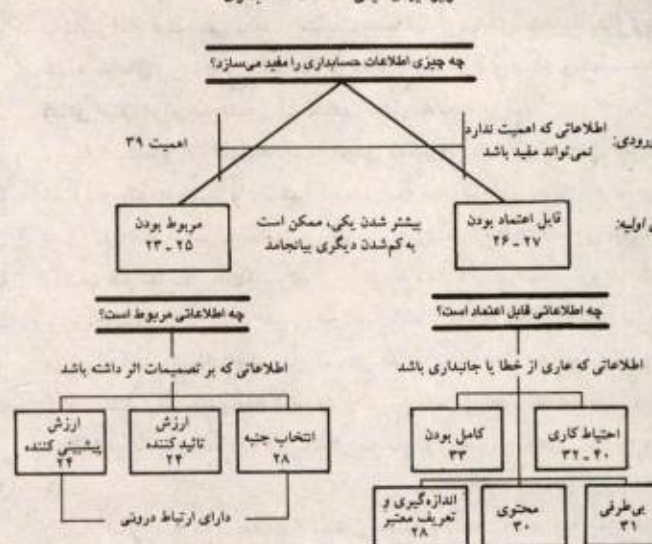 چه چیزی اطلاعات حسابداری را مفید می‌سازد؟
ورودی:
اطلاعاتی که اهمیت ندارد
نمی‌تواند مفید باشد
اهمیت ۳۹
اولیه:
قابل اعتماد بودن
۲۶ ـ ۲۷
بیشتر شدن یکی، ممکن است
به کم‌شدن دیگری بیانجامد
مربوط بودن
۲۳ ـ ۲۵
چه اطلاعاتی قابل اعتماد است؟
چه اطلاعاتی مربوط است؟
اطلاعاتی که عاری از خطا یا جانبداری باشد
اطلاعاتی که بر تصمیمات اثر داشته باشد
احتیاط کاری
۳۲ ـ ۴۰
کامل بودن
۳۳
انتخاب جنبه
۲۸
ارزش
تائید کننده
۲۴
ارزش
پیش‌بینی کننده
۲۴
بی‌طرفی
۳۱
محتوی
۳۰
اندازه‌گیری و
تعریف معتبر
۲۸
دارای ارتباط درونی